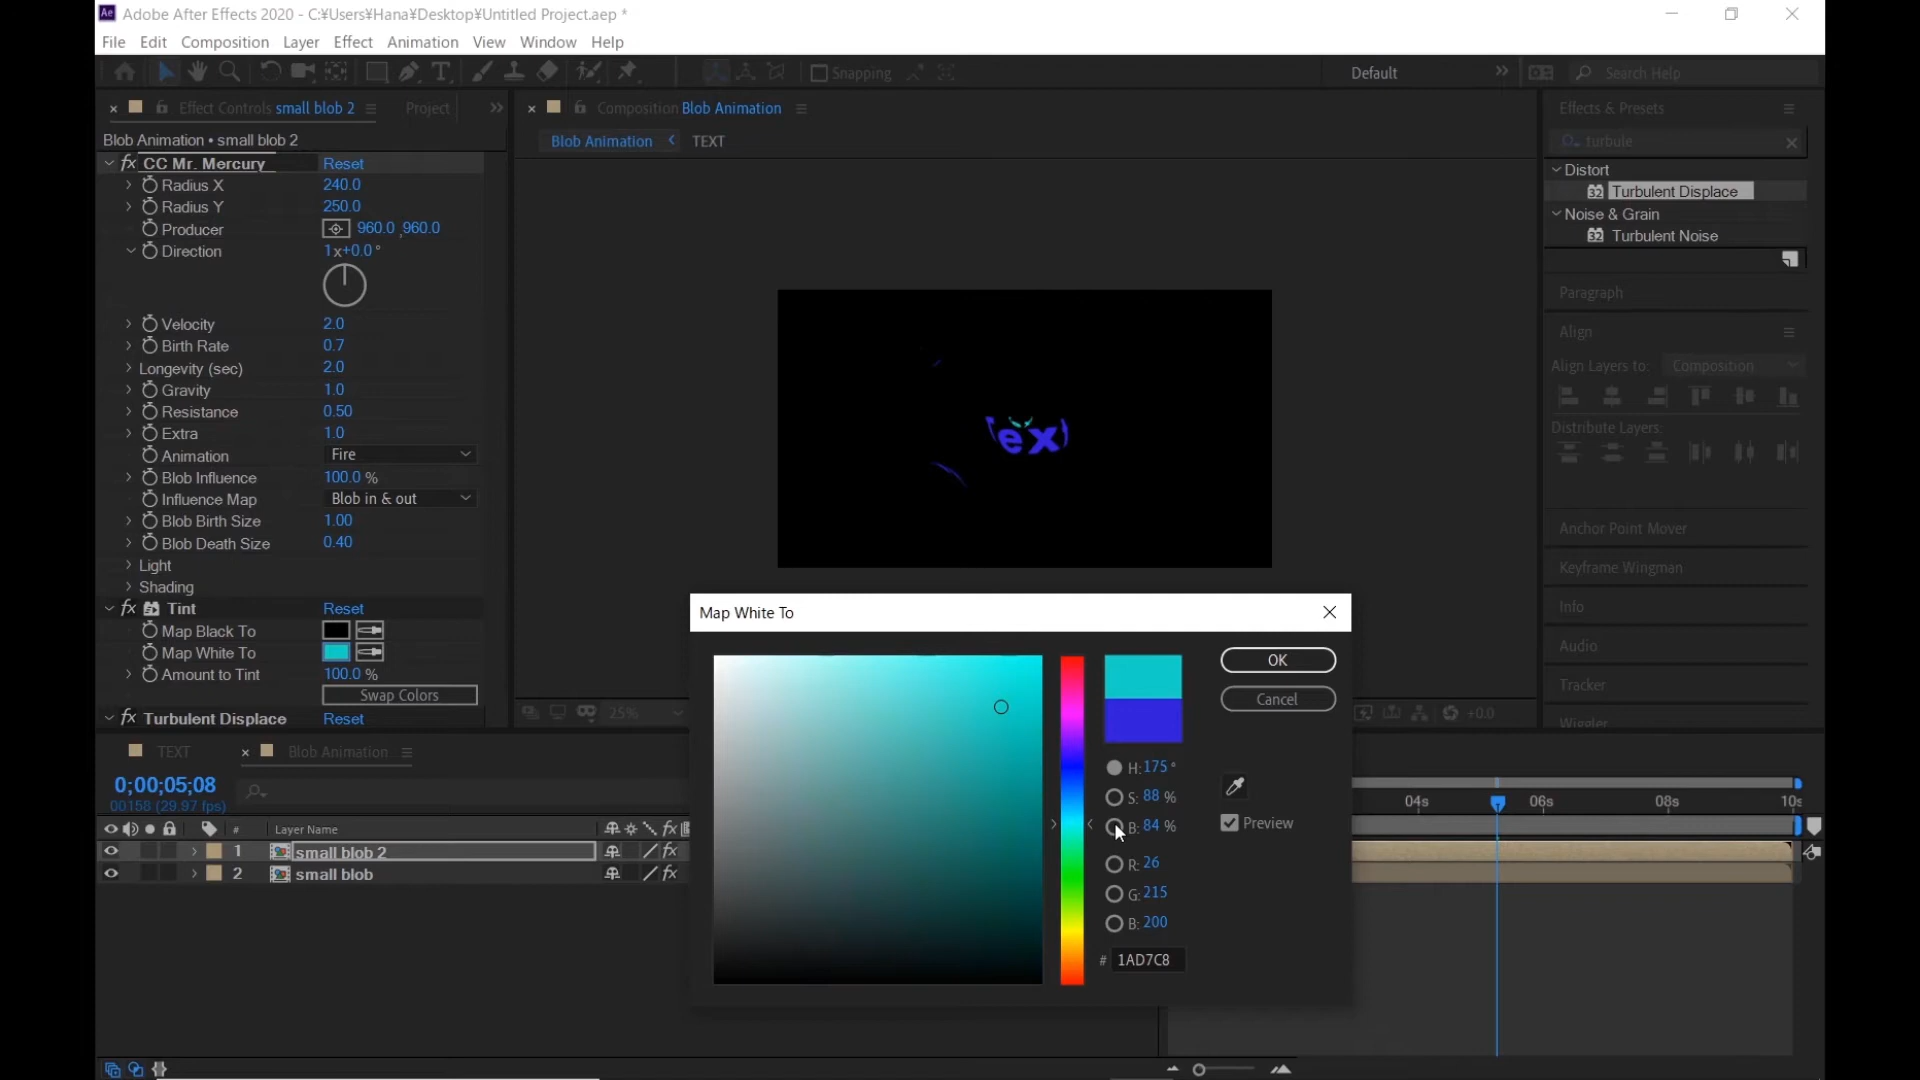 Adobe After Effects 2020 - C:¥Users¥Hana¥Desktop¥Untitled Project.aep *
File Edit Composition Layer Effect Animation View Window Help
Snapping Default Search Help
Effect Controls small blob 2 Project
Composition Blob Animation
Effects & Presets
Blob Animation • small blob 2
Blob Animation TEXT
turbule
CC Mr. Mercury Reset
Radius X 240.0
Radius Y 250.0
Producer 960.0 ,960.0
Direction 1x+0.0°
Velocity 2.0
Birth Rate 0.7
Longevity (sec) 2.0
Gravity 1.0
Resistance 0.50
Extra 1.0
Animation Fire
Blob Influence 100.0 %
Influence Map Blob in & out
Blob Birth Size 1.00
Blob Death Size 0.40
Light
Shading
Tint Reset
Map Black To
Map White To
Amount to Tint 100.0 %
Swap Colors
Turbulent Displace Reset
ex
25%
+0.0
Distort
32 Turbulent Displace
Noise & Grain
32 Turbulent Noise
Paragraph
Align
Align Layers to: Composition
Distribute Layers:
Anchor Point Mover
Keyframe Wingman
Info
Audio
Tracker
Wiggler
Map White To
OK
Cancel
H: 175 °
S: 88 %
B: 84 %
Preview
R: 26
G: 215
B: 200
# 1AD7C8
TEXT Blob Animation
0;00;05;08
00158 (29.97 fps)
04s 06s 08s 10s
# Layer Name
1 small blob 2
2 small blob